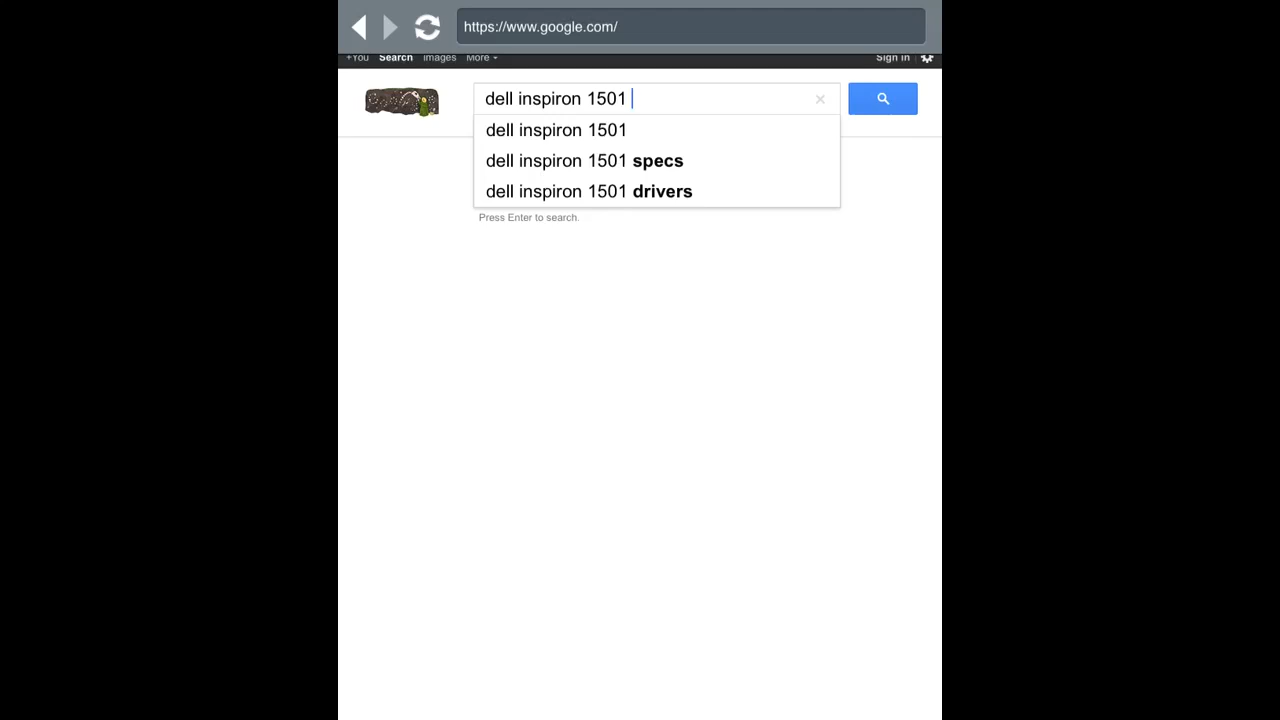 https://www.google.com/
+You Search Images More Sign in
dell inspiron 1501
dell inspiron 1501
dell inspiron 1501 specs
dell inspiron 1501 drivers
Press Enter to search.